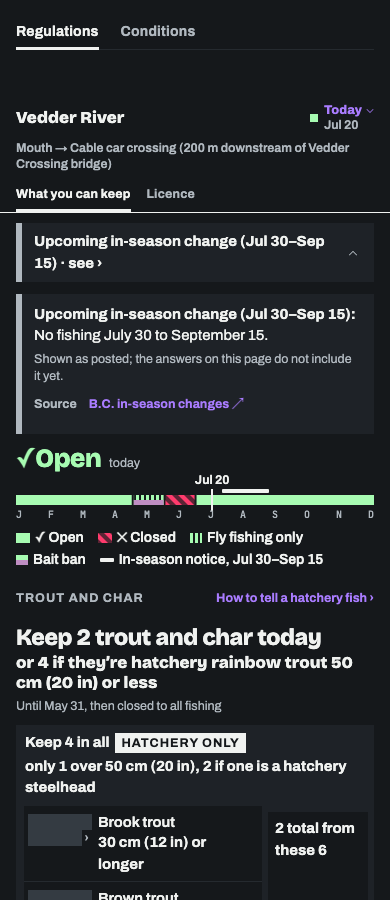 Regulations Conditions
Vedder River
Today
Jul 20
Mouth → Cable car crossing (200 m downstream of Vedder
Crossing bridge)
What you can keep Licence
Upcoming in-season change (Jul 30–Sep
15) · see ›
Upcoming in-season change (Jul 30–Sep 15):
No fishing July 30 to September 15.
Shown as posted; the answers on this page do not include
it yet.
Source B.C. in-season changes ↗
✓Open today
Jul 20
J F M A M J J A S O N D
✓ Open ✕ Closed Fly fishing only
Bait ban In-season notice, Jul 30–Sep 15
TROUT AND CHAR How to tell a hatchery fish ›
Keep 2 trout and char today
or 4 if they're hatchery rainbow trout 50
cm (20 in) or less
Until May 31, then closed to all fishing
Keep 4 in all HATCHERY ONLY
only 1 over 50 cm (20 in), 2 if one is a hatchery
steelhead
Brook trout
30 cm (12 in) or
longer
2 total from
these 6
Brown trout